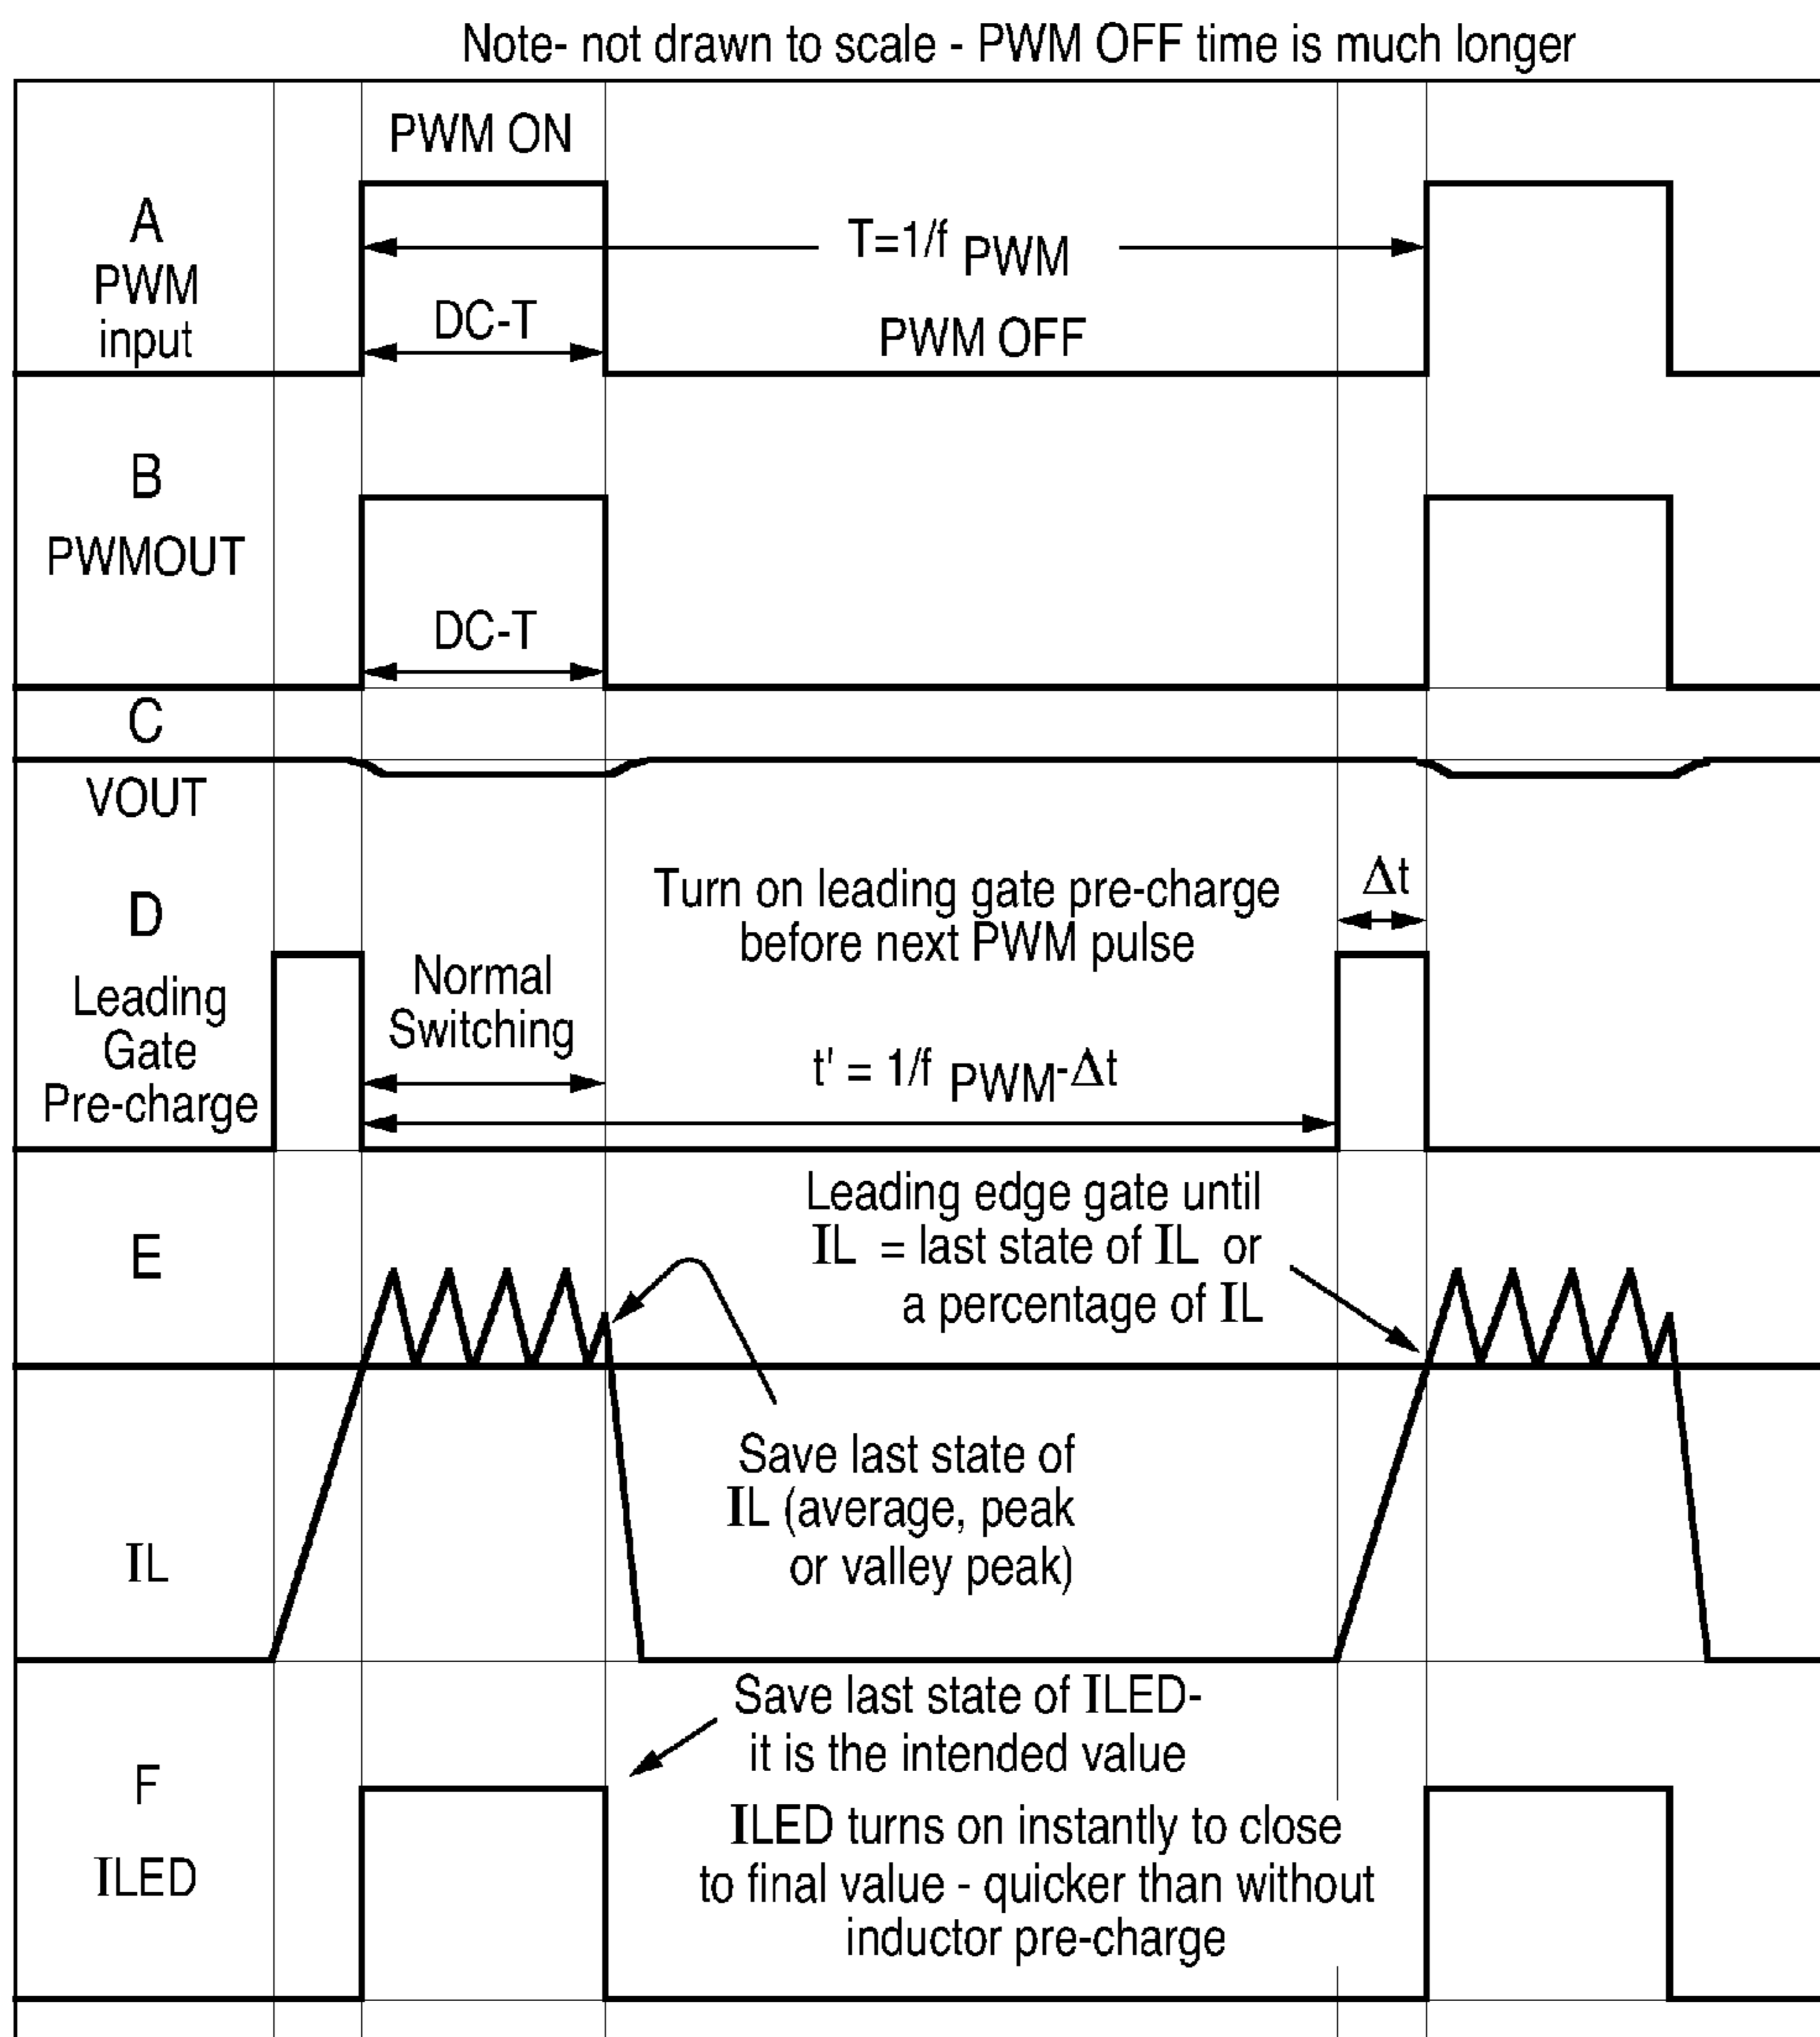 Note- not drawn to scale - PWM OFF time is much longer
PWM ON
A
PWM
input
T=1/f PWM
DC-T
PWM OFF
B
PWMOUT
DC-T
C
VOUT
D
Leading
Gate
Pre-charge
Normal
Switching
Turn on leading gate pre-charge
before next PWM pulse
Δt
t' = 1/f PWM-Δt
E
IL
Leading edge gate until
IL = last state of IL or
a percentage of IL
Save last state of
IL (average, peak
or valley peak)
F
ILED
Save last state of ILED-
it is the intended value
ILED turns on instantly to close
to final value - quicker than without
inductor pre-charge